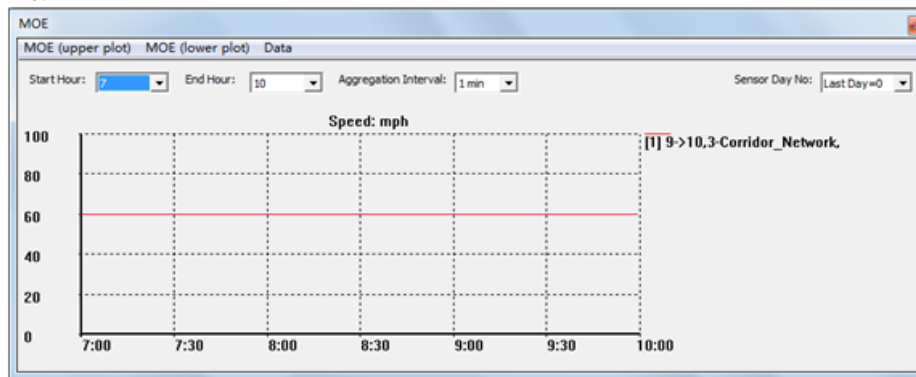 MOE
MOE (upper plot) MOE (lower plot) Data
Start Hour: 7 End Hour: 10 Aggregation Interval: 1 min Sensor Day No: Last Day=0
Speed: mph
[1] 9->10,3-Corridor_Network,
100
80
60
40
20
0
7:00 7:30 8:00 8:30 9:00 9:30 10:00